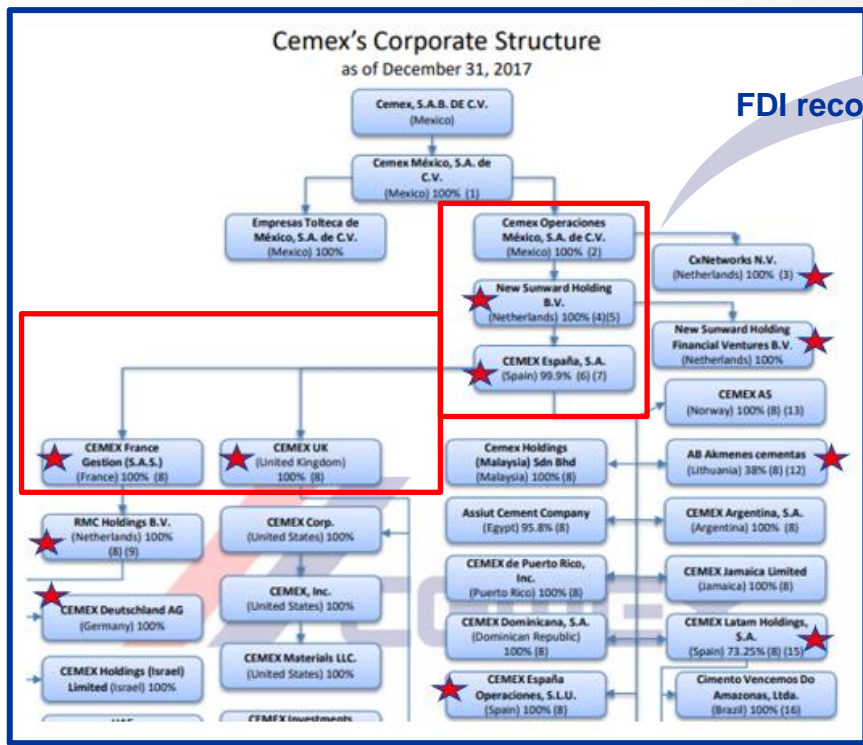 Cemex's Corporate Structure
as of December 31, 2017
FDI reco
Cemex, S.A.B. DE C.V.
(Mexico)
Cemex México, S.A. de
C.V.
(Mexico) 100% (1)
Empresas Tolteca de
México, S.A. de C.V.
(Mexico) 100%
Cemex Operaciones
México, S.A. de C.V.
(Mexico) 100% (2)
CxNetworks N.V.
(Netherlands) 100% (3)
New Sunward Holding
B.V.
(Netherlands) 100% (4)(5)
New Sunward Holding
Financial Ventures B.V.
(Netherlands) 100%
CEMEX España, S.A.
(Spain) 99.9% (6) (7)
CEMEX AS
(Norway) 100% (8) (13)
CEMEX France
Gestion (S.A.S.)
(France) 100% (8)
CEMEX UK
(United Kingdom)
100% (8)
Cemex Holdings
(Malaysia) Sdn Bhd
(Malaysia) 100% (8)
AB Akmenes cementas
(Lithuania) 38% (8) (12)
RMC Holdings B.V.
(Netherlands) 100%
(8) (9)
CEMEX Corp.
(United States) 100%
Assiut Cement Company
(Egypt) 95.8% (8)
CEMEX Argentina, S.A.
(Argentina) 100% (8)
CEMEX Deutschland AG
(Germany) 100%
CEMEX, Inc.
(United States) 100%
CEMEX de Puerto Rico,
Inc.
(Puerto Rico) 100% (8)
CEMEX Jamaica Limited
(Jamaica) 100% (8)
CEMEX Holdings (Israel)
Limited (Israel) 100%
CEMEX Materials LLC.
(United States) 100%
CEMEX Dominicana, S.A.
(Dominican Republic)
100% (8)
CEMEX Latam Holdings,
S.A.
(Spain) 73.25% (8) (15)
CEMEX España
Operaciones, S.L.U.
(Spain) 100% (8)
Cimento Vencemos Do
Amazonas, Ltda.
(Brazil) 100% (16)
CEMEX Investments